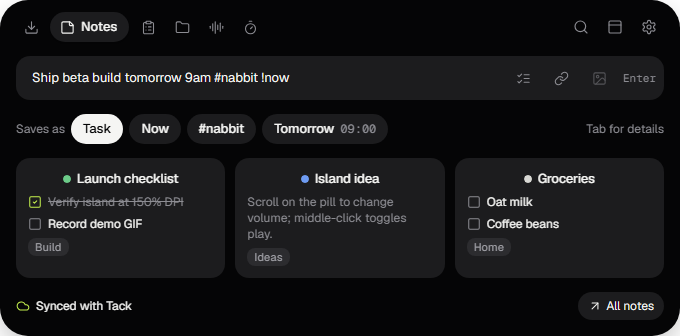 Notes
Ship beta build tomorrow 9am #nabbit !now
Enter
Saves as Task Now #nabbit Tomorrow 09:00 Tab for details
Launch checklist
Verify island at 150% DPI
Record demo GIF
Build
Island idea
Scroll on the pill to change
volume; middle-click toggles
play.
Ideas
Groceries
Oat milk
Coffee beans
Home
Synced with Tack
All notes